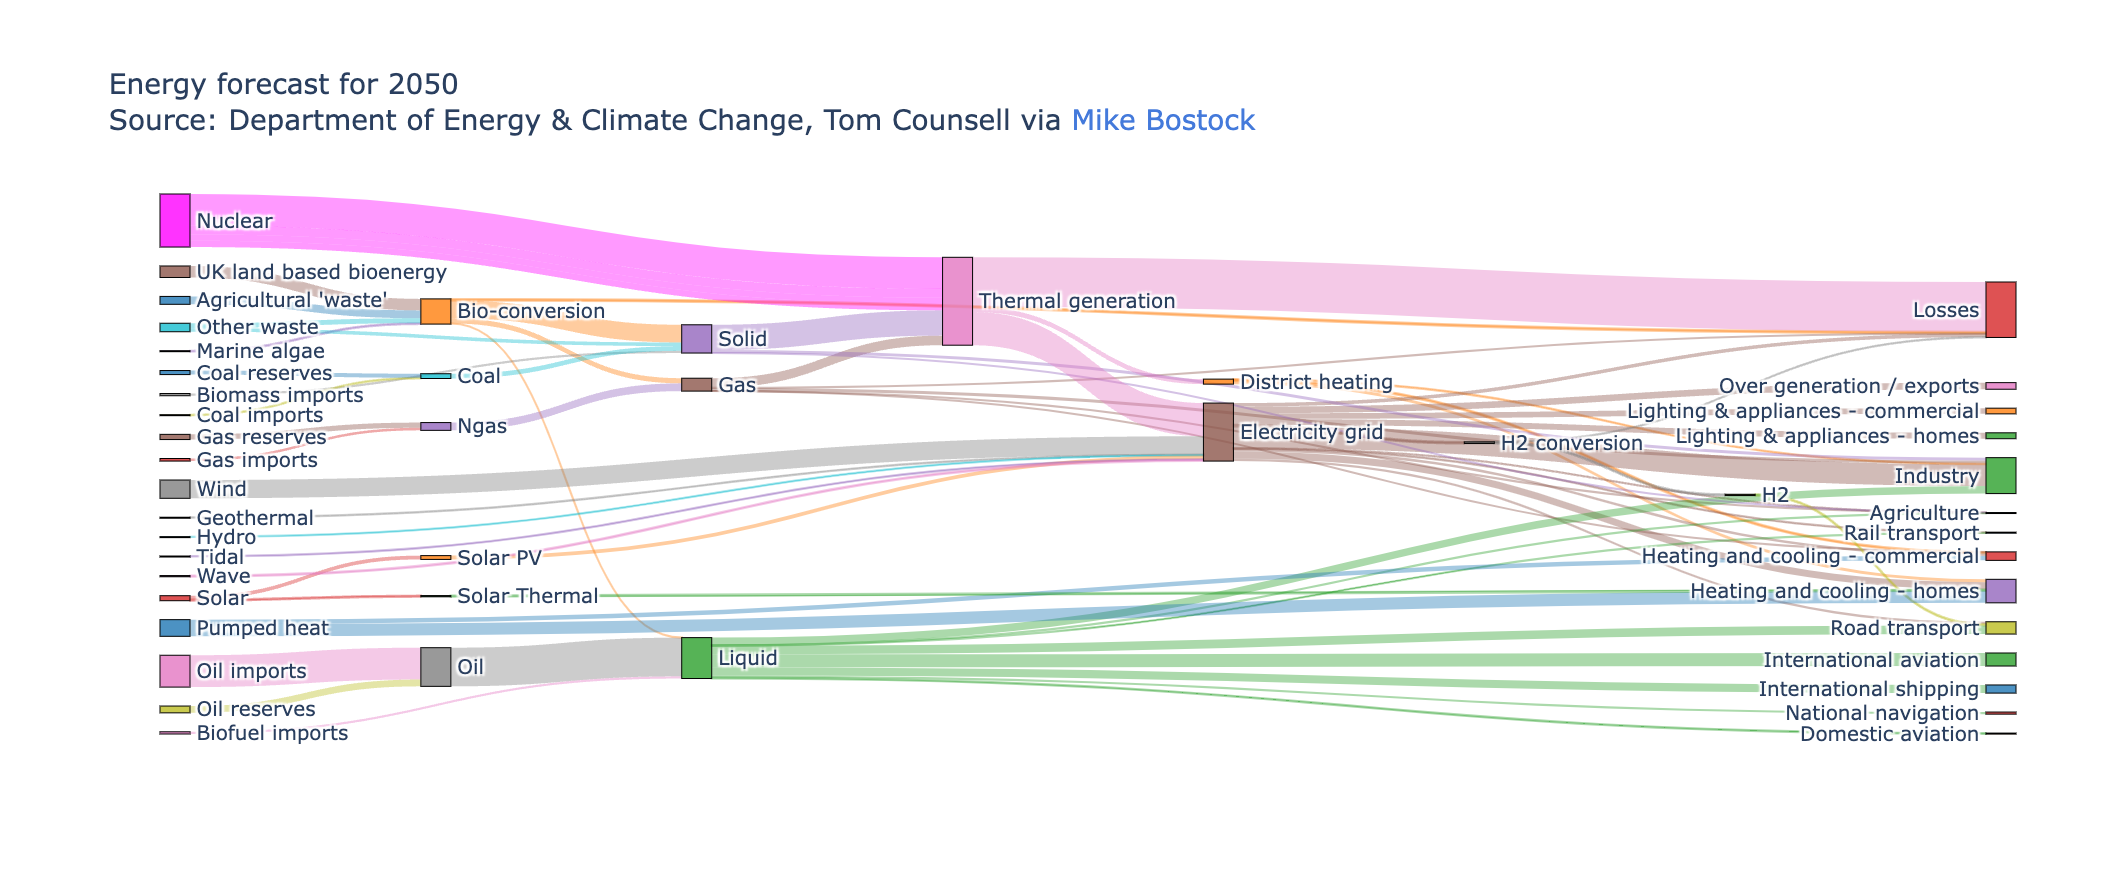 Energy forecast for 2050
Source: Department of Energy & Climate Change, Tom Counsell via Mike Bostock
Nuclear
UK land based bioenergy
Agricultural 'waste'
Other waste
Marine algae
Coal reserves
Biomass imports
Coal imports
Gas reserves
Gas imports
Wind
Geothermal
Hydro
Tidal
Wave
Solar
Pumped heat
Oil imports
Oil reserves
Biofuel imports
Bio-conversion
Coal
Ngas
Solar PV
Solar Thermal
Oil
Solid
Gas
Liquid
Thermal generation
District heating
Electricity grid
H2 conversion
H2
Losses
Over generation / exports
Lighting & appliances - commercial
Lighting & appliances - homes
Industry
Agriculture
Rail transport
Heating and cooling - commercial
Heating and cooling - homes
Road transport
International aviation
International shipping
National navigation
Domestic aviation